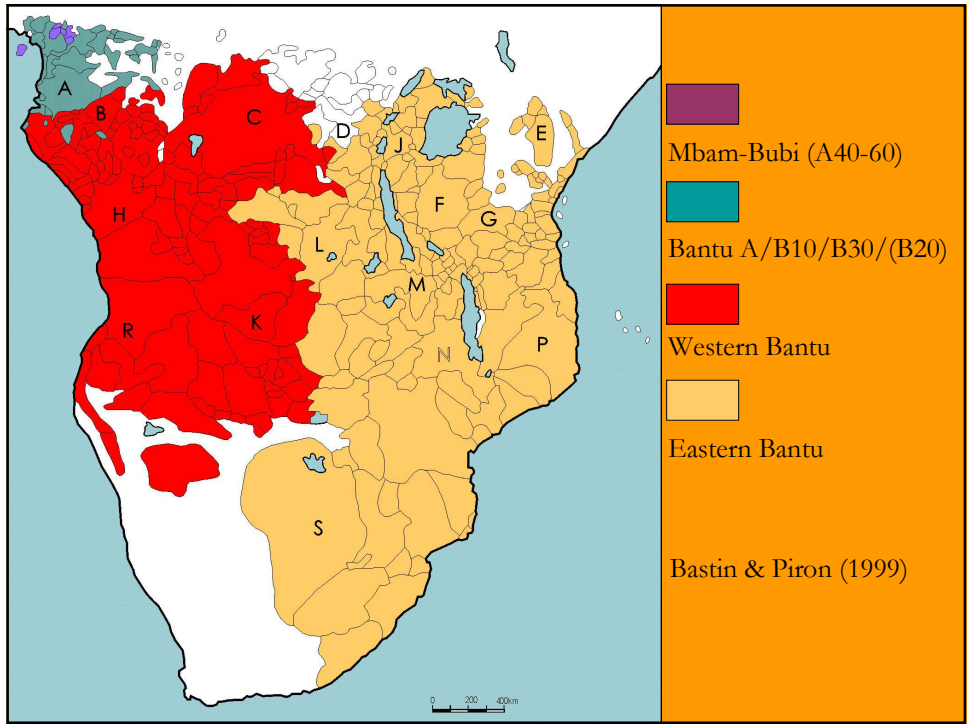 A
B
C
D
E
J
F
G
H
L
M
K
R
N
P
S
0 200 400km
Mbam-Bubi (A40-60)
Bantu A/B10/B30/(B20)
Western Bantu
Eastern Bantu
Bastin & Piron (1999)